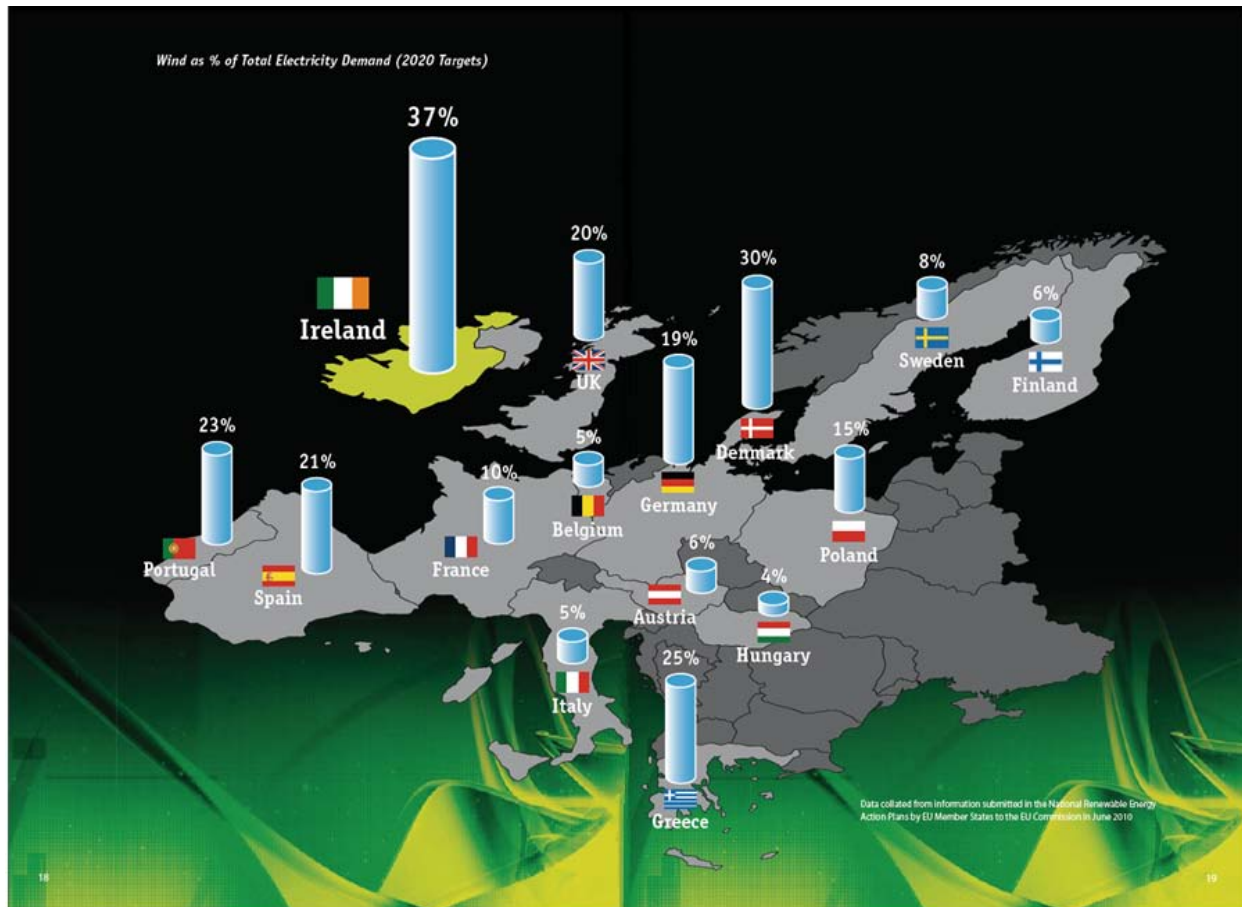 Wind as % of Total Electricity Demand (2020 Targets)
37%
Ireland
20%
UK
30%
Denmark
8%
Sweden
6%
Finland
19%
Germany
23%
Portugal
21%
Spain
10%
France
5%
Belgium
15%
Poland
6%
Austria
4%
Hungary
5%
Italy
25%
Greece
Data collated from information submitted in the National Renewable Energy
Action Plans by EU Member States to the EU Commission in June 2010
18
19